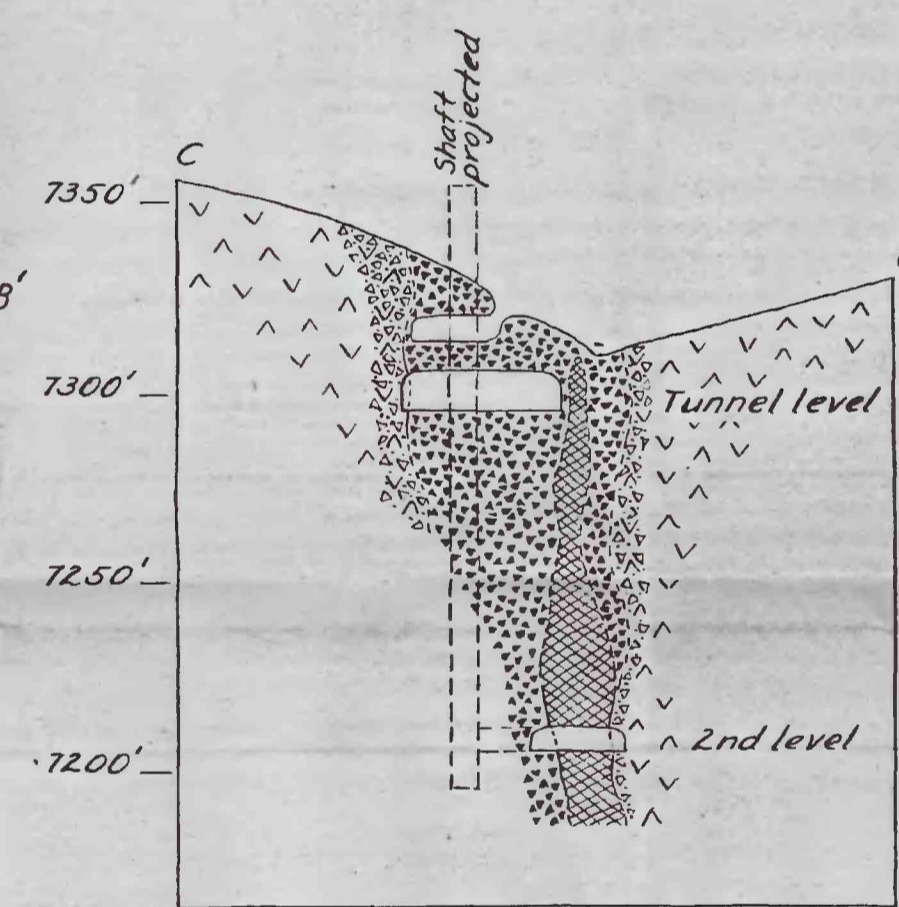 Shaft
projected
C
7350'
B'
7300'
Tunnel level
7250'
2nd level
7200'